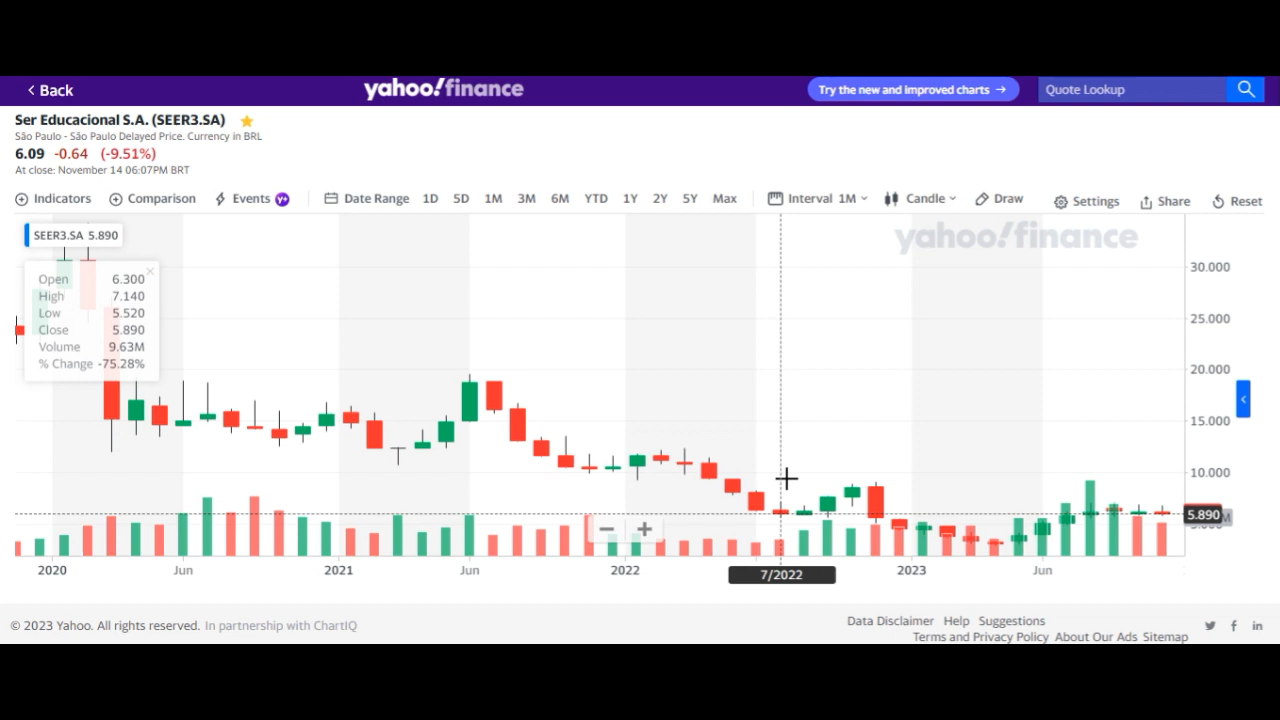 < Back
yahoo!finance
Try the new and improved charts →
Quote Lookup
Ser Educacional S.A. (SEER3.SA)
São Paulo - São Paulo Delayed Price. Currency in BRL
6.09 -0.64 (-9.51%)
At close: November 14 06:07PM BRT
Indicators Comparison Events y+ Date Range 1D 5D 1M 3M 6M YTD 1Y 2Y 5Y Max Interval 1M Candle Draw Settings Share Reset
SEER3.SA 5.890
yahoo!finance
Open 6.300
High 7.140
Low 5.520
Close 5.890
Volume 9.63M
% Change -75.28%
30.000
25.000
20.000
15.000
10.000
5.890
2020 Jun 2021 Jun 2022 7/2022 2023 Jun
© 2023 Yahoo. All rights reserved. In partnership with ChartIQ
Data Disclaimer Help Suggestions
Terms and Privacy Policy About Our Ads Sitemap